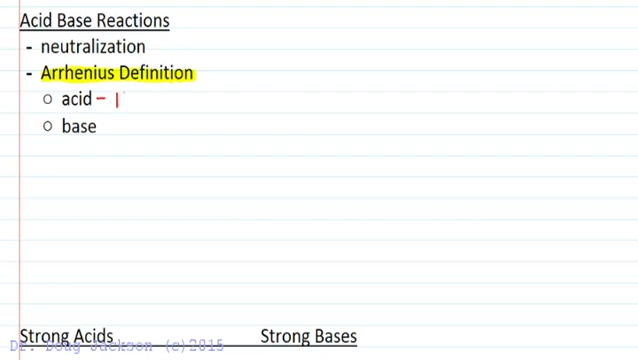 Acid Base Reactions
- neutralization
- Arrhenius Definition
o acid –
o base
Strong Acids Strong Bases
Dr. Doug Jackson (c)2015